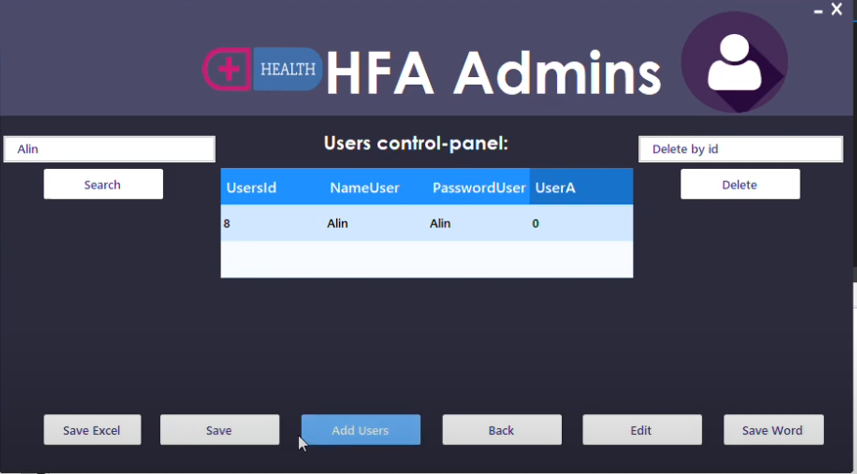 HEALTH HFA Admins
Alin
Users control-panel:
Delete by id
Search
UsersId NameUser PasswordUser UserA
Delete
8 Alin Alin 0
Save Excel Save Add Users Back Edit Save Word